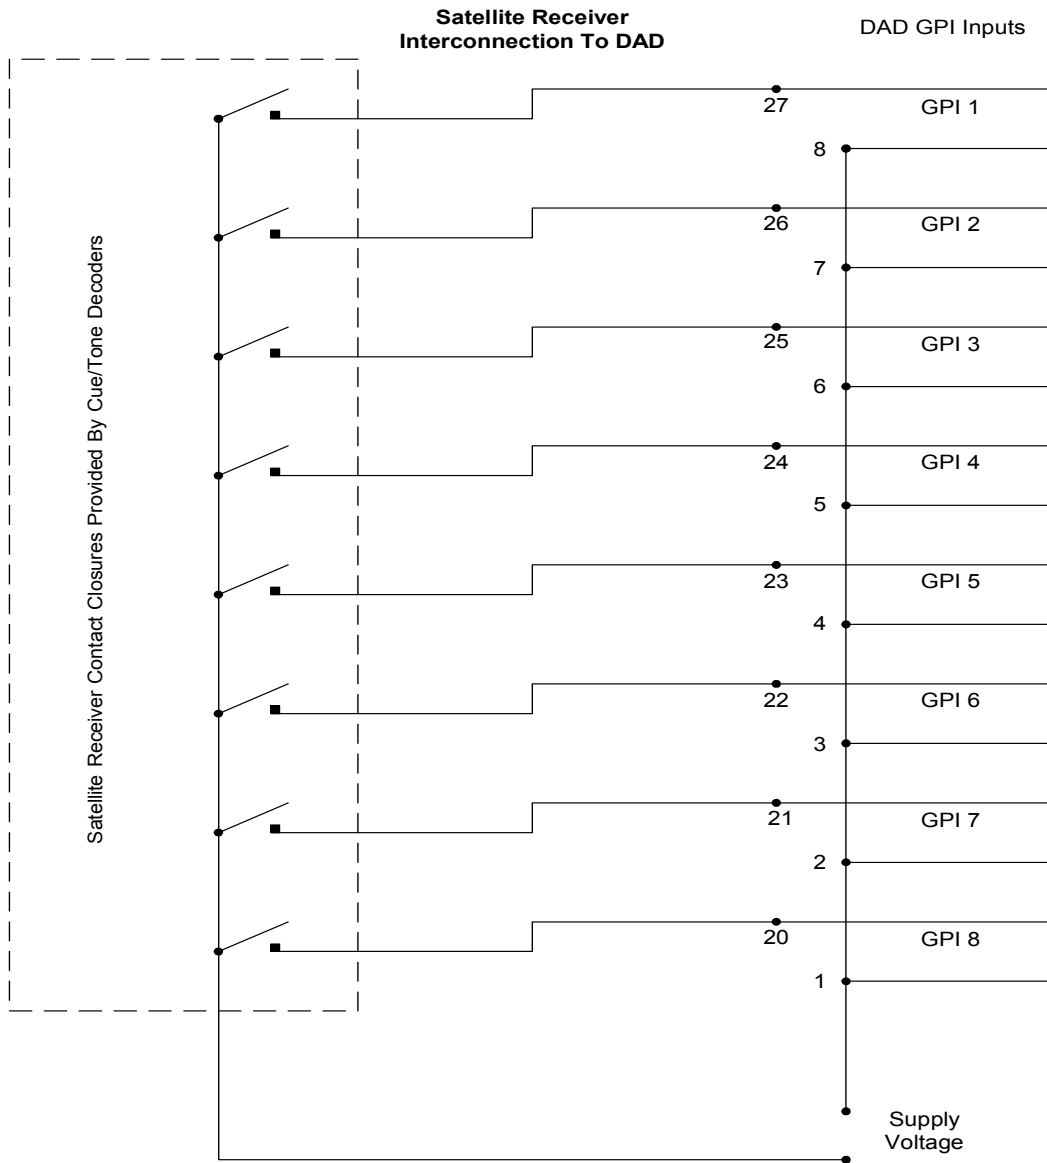 Satellite Receiver
Interconnection To DAD
DAD GPI Inputs
Satellite Receiver Contact Closures Provided By Cue/Tone Decoders
27
GPI 1
8
26
GPI 2
7
25
GPI 3
6
24
GPI 4
5
23
GPI 5
4
22
GPI 6
3
21
GPI 7
2
20
GPI 8
1
Supply
Voltage